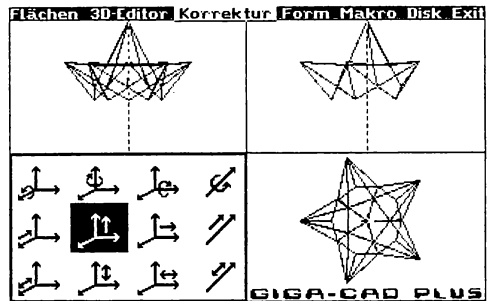 Flächen 3D-Editor Korrektur Form Makro Disk Exit
GIGA-CAD PLUS